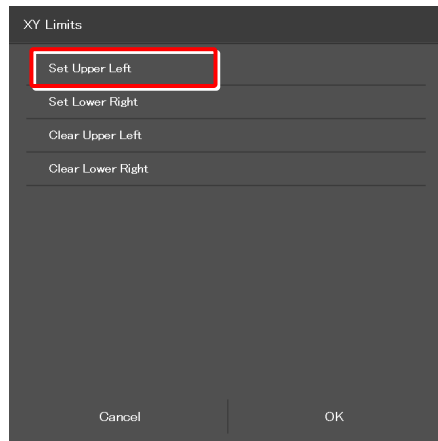 XY Limits
Set Upper Left
Set Lower Right
Clear Upper Left
Clear Lower Right
Cancel OK